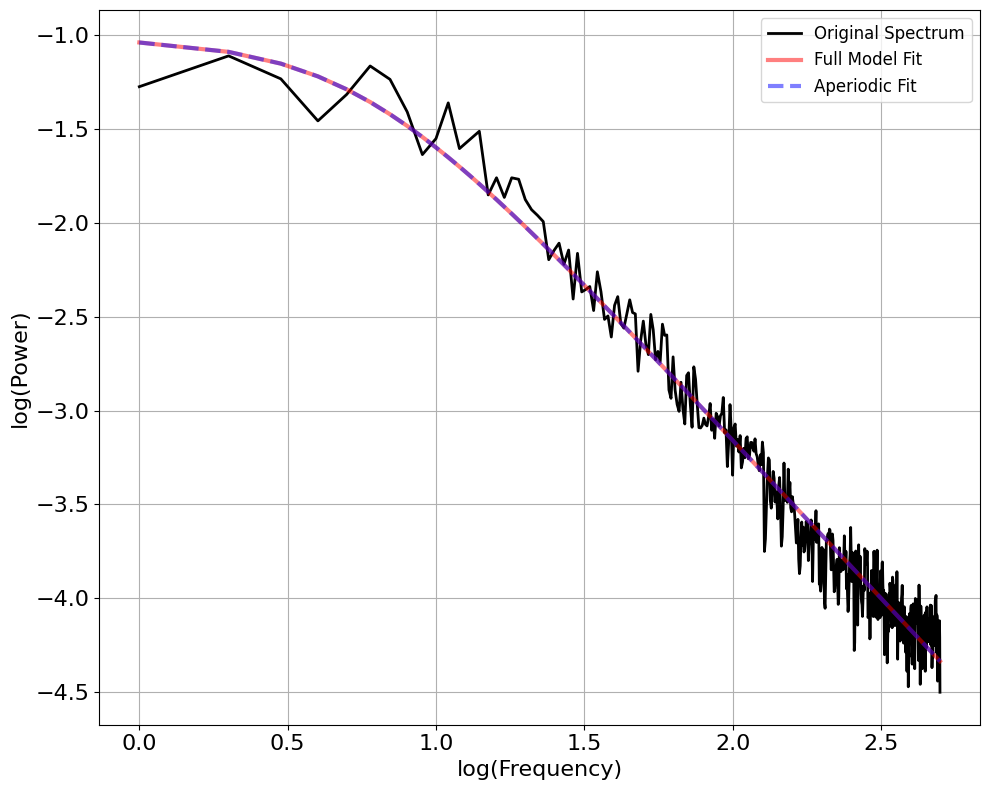 Original Spectrum
Full Model Fit
Aperiodic Fit
log(Power)
−1.0
−1.5
−2.0
−2.5
−3.0
−3.5
−4.0
−4.5
0.0 0.5 1.0 1.5 2.0 2.5
log(Frequency)